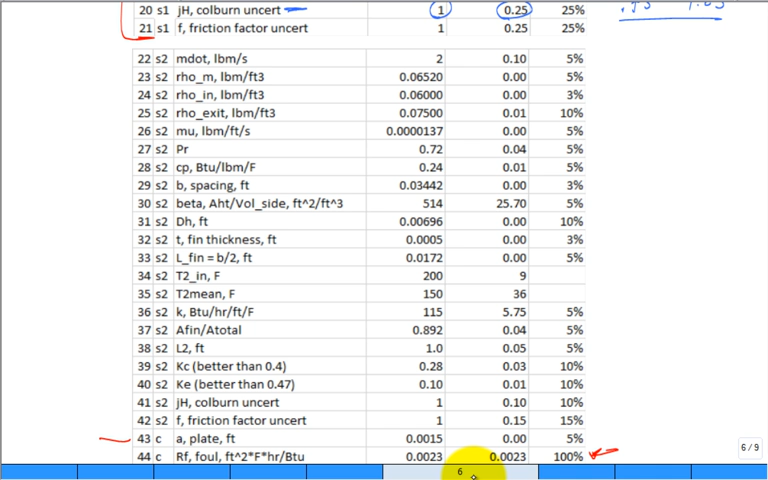 20 s1 jH, colburn uncert 1 0.25 25%
21 s1 f, friction factor uncert 1 0.25 25%
22 s2 mdot, lbm/s 2 0.10 5%
23 s2 rho_m, lbm/ft3 0.06520 0.00 5%
24 s2 rho_in, lbm/ft3 0.06000 0.00 3%
25 s2 rho_exit, lbm/ft3 0.07500 0.01 10%
26 s2 mu, lbm/ft/s 0.0000137 0.00 5%
27 s2 Pr 0.72 0.04 5%
28 s2 cp, Btu/lbm/F 0.24 0.01 5%
29 s2 b, spacing, ft 0.03442 0.00 3%
30 s2 beta, Aht/Vol_side, ft^2/ft^3 514 25.70 5%
31 s2 Dh, ft 0.00696 0.00 10%
32 s2 t, fin thickness, ft 0.0005 0.00 3%
33 s2 L_fin = b/2, ft 0.0172 0.00 5%
34 s2 T2_in, F 200 9
35 s2 T2mean, F 150 36
36 s2 k, Btu/hr/ft/F 115 5.75 5%
37 s2 Afin/Atotal 0.892 0.04 5%
38 s2 L2, ft 1.0 0.05 5%
39 s2 Kc (better than 0.4) 0.28 0.03 10%
40 s2 Ke (better than 0.47) 0.10 0.01 10%
41 s2 jH, colburn uncert 1 0.10 10%
42 s2 f, friction factor uncert 1 0.15 15%
43 c a, plate, ft 0.0015 0.00 5%
44 c Rf, foul, ft^2*F*hr/Btu 0.0023 0.0023 100%
6/9
6